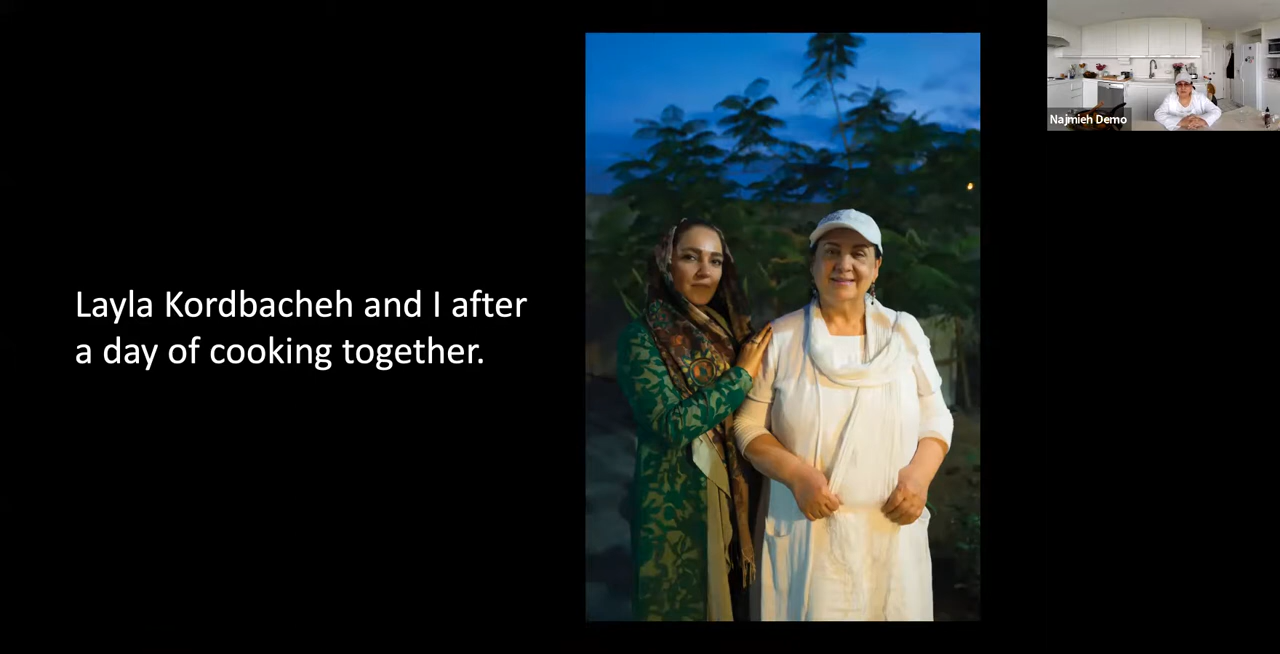 Layla Kordbacheh and I after
a day of cooking together.
Najmieh Demo